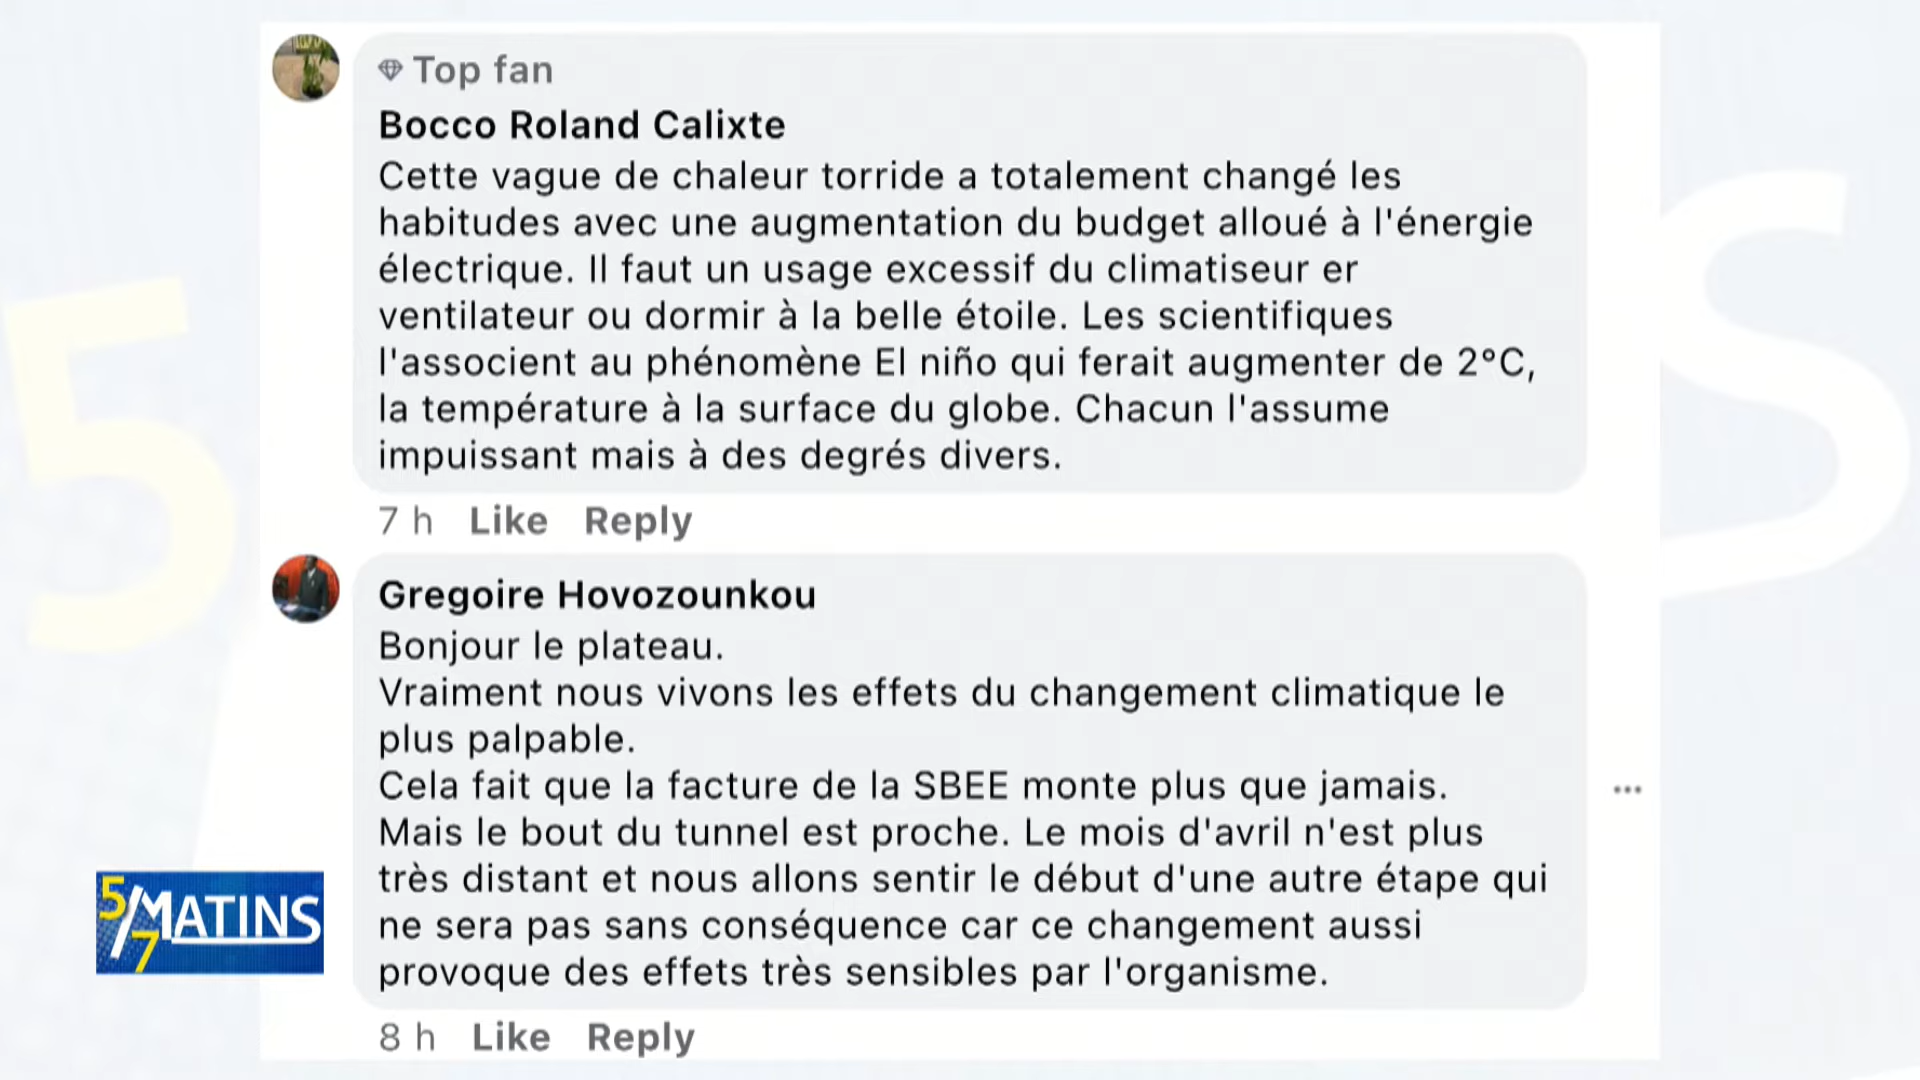 Top fan
Bocco Roland Calixte
Cette vague de chaleur torride a totalement changé les
habitudes avec une augmentation du budget alloué à l'énergie
électrique. Il faut un usage excessif du climatiseur er
ventilateur ou dormir à la belle étoile. Les scientifiques
l'associent au phénomène El niño qui ferait augmenter de 2°C,
la température à la surface du globe. Chacun l'assume
impuissant mais à des degrés divers.
7 h Like Reply
Gregoire Hovozounkou
Bonjour le plateau.
Vraiment nous vivons les effets du changement climatique le
plus palpable.
Cela fait que la facture de la SBEE monte plus que jamais.
Mais le bout du tunnel est proche. Le mois d'avril n'est plus
très distant et nous allons sentir le début d'une autre étape qui
ne sera pas sans conséquence car ce changement aussi
provoque des effets très sensibles par l'organisme.
8 h Like Reply
5/7 MATINS
5
S